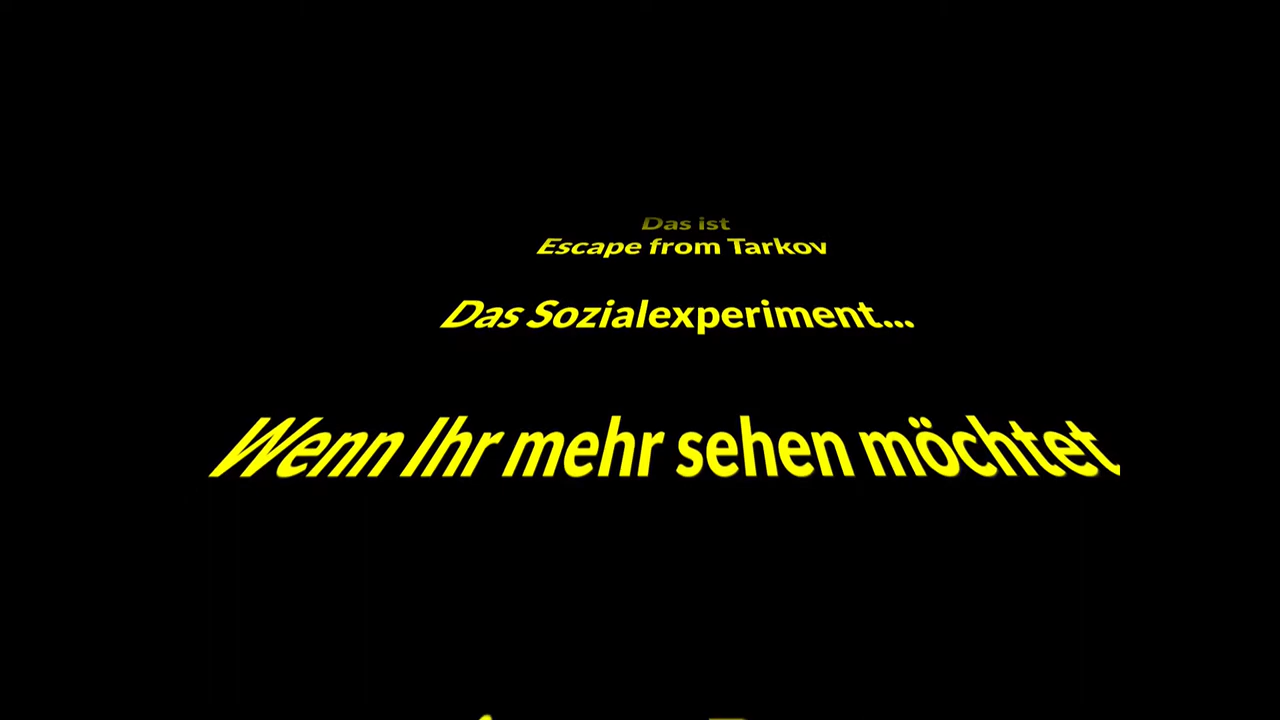 Das ist
Escape from Tarkov
Das Sozialexperiment...
Wenn Ihr mehr sehen möchtet